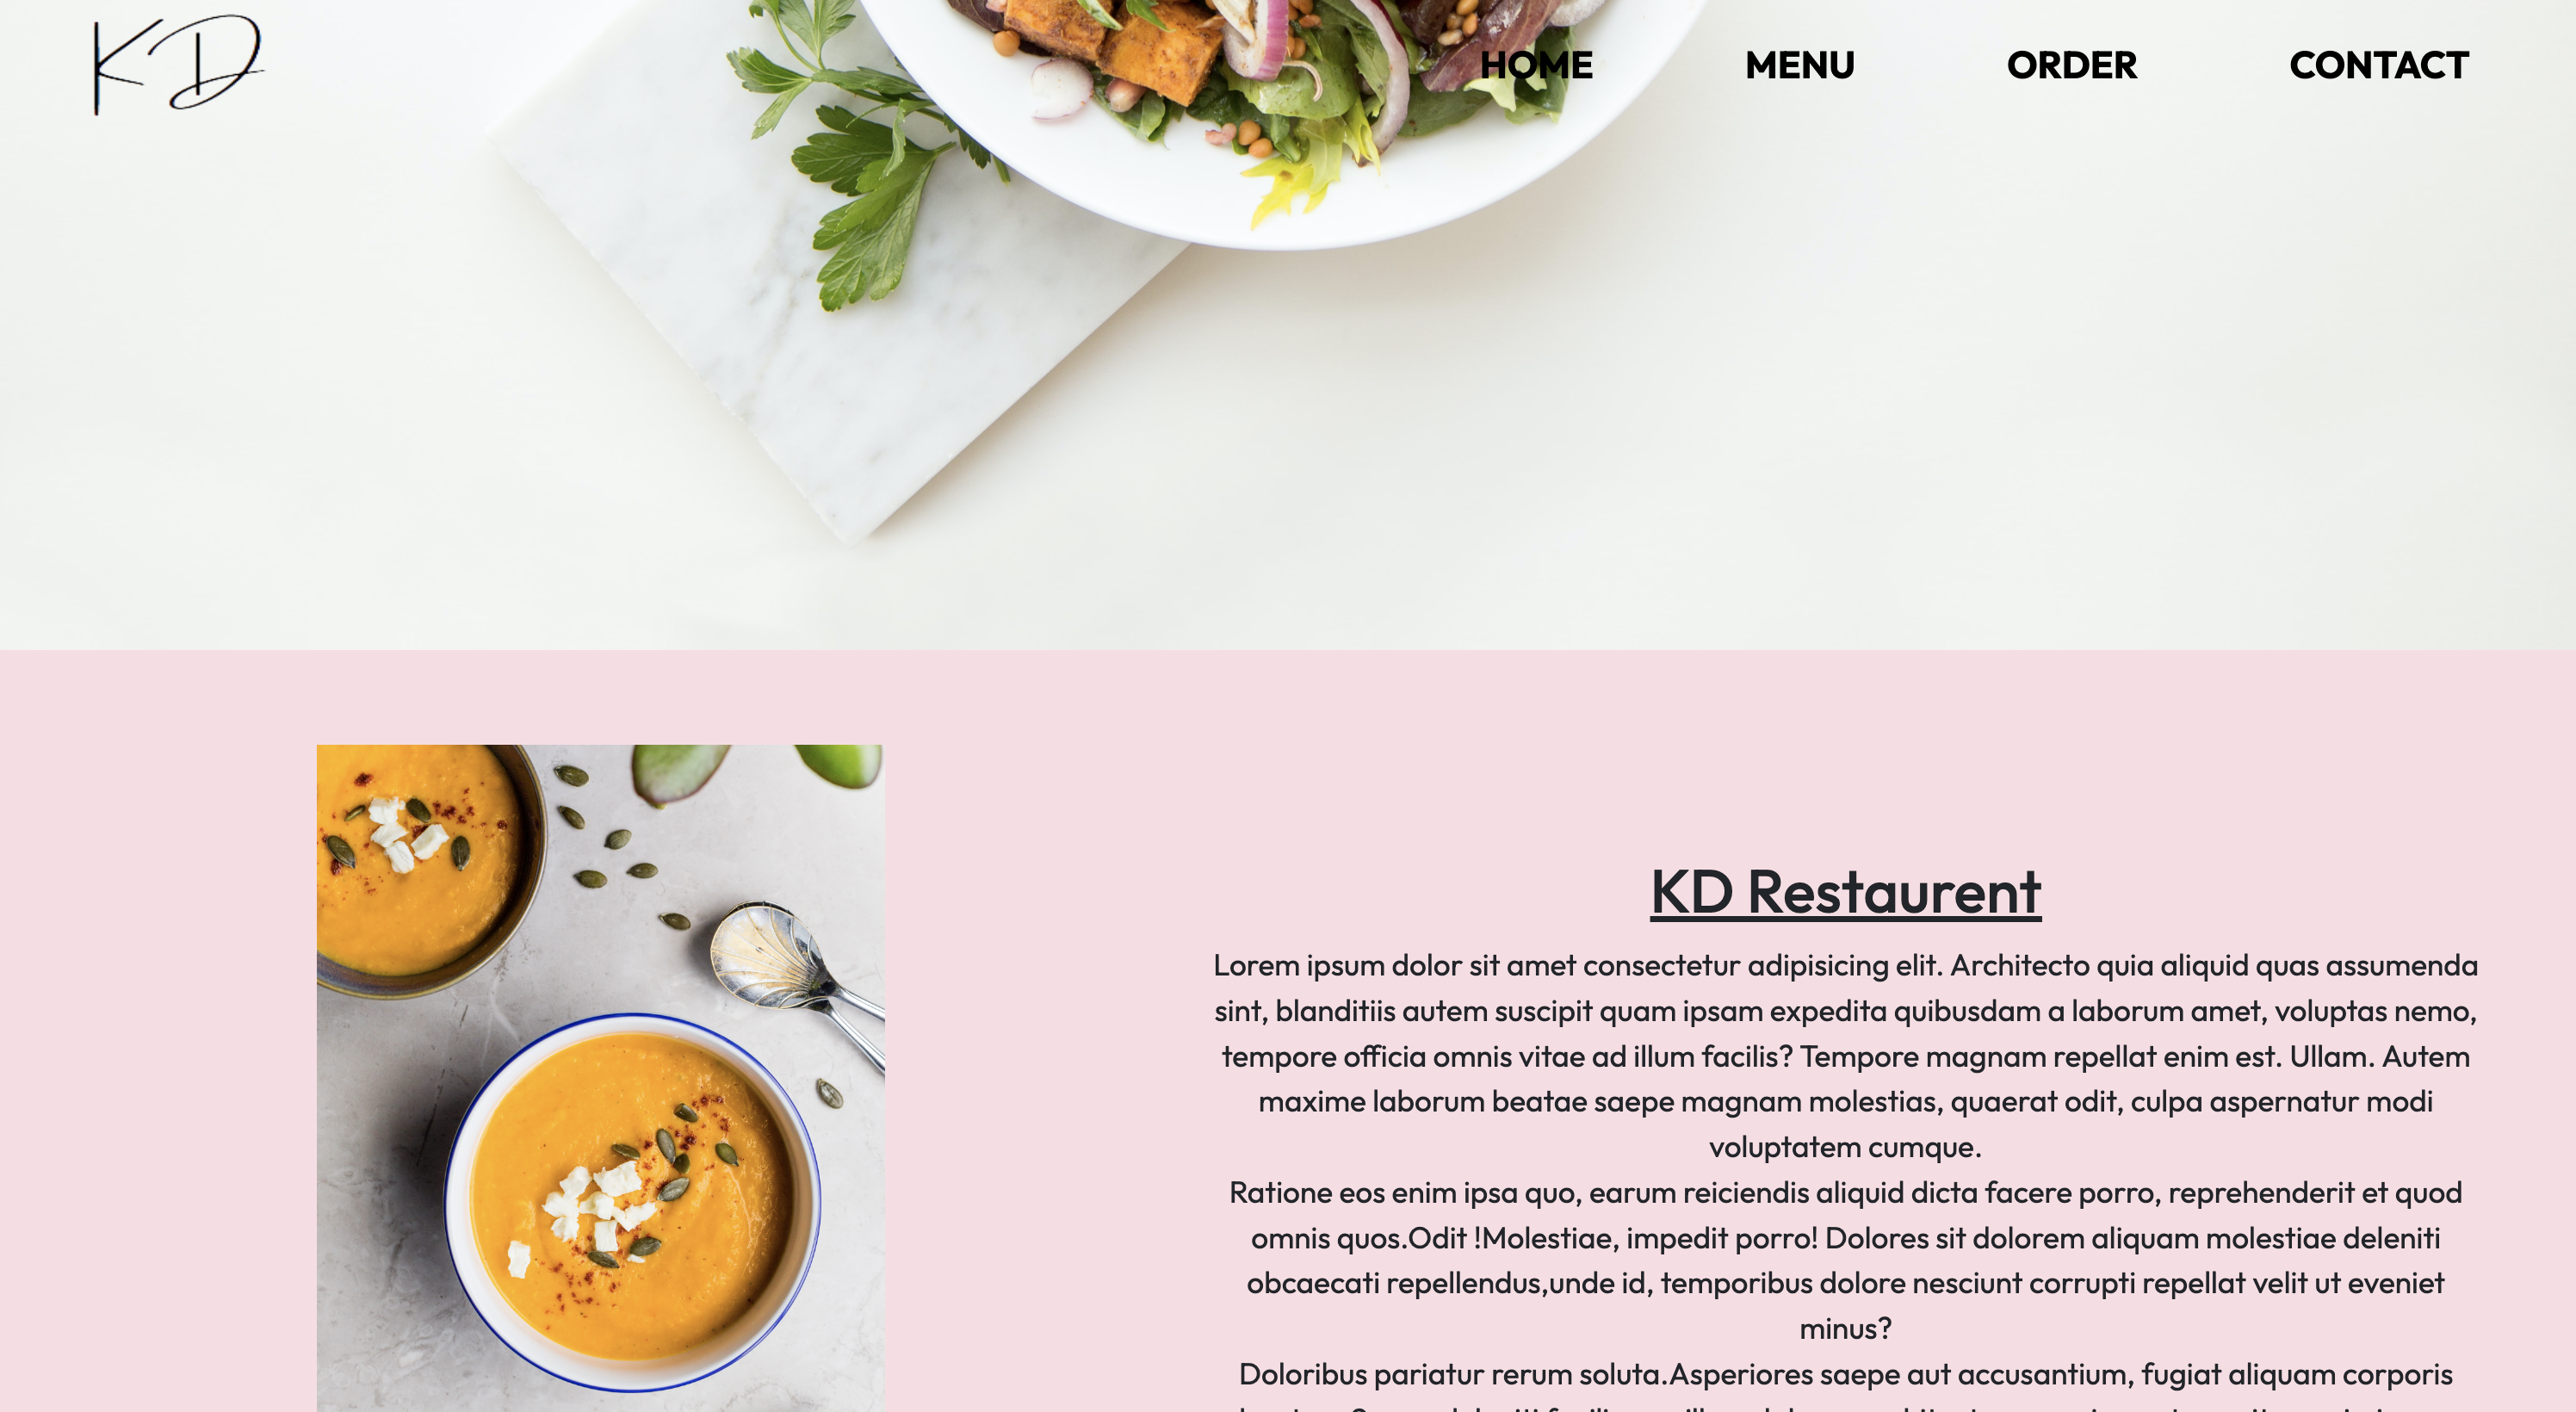 KD
HOME MENU ORDER CONTACT
KD Restaurent
Lorem ipsum dolor sit amet consectetur adipisicing elit. Architecto quia aliquid quas assumenda
sint, blanditiis autem suscipit quam ipsam expedita quibusdam a laborum amet, voluptas nemo,
tempore officia omnis vitae ad illum facilis? Tempore magnam repellat enim est. Ullam. Autem
maxime laborum beatae saepe magnam molestias, quaerat odit, culpa aspernatur modi
voluptatem cumque.
Ratione eos enim ipsa quo, earum reiciendis aliquid dicta facere porro, reprehenderit et quod
omnis quos.Odit !Molestiae, impedit porro! Dolores sit dolorem aliquam molestiae deleniti
obcaecati repellendus,unde id, temporibus dolore nesciunt corrupti repellat velit ut eveniet
minus?
Doloribus pariatur rerum soluta.Asperiores saepe aut accusantium, fugiat aliquam corporis